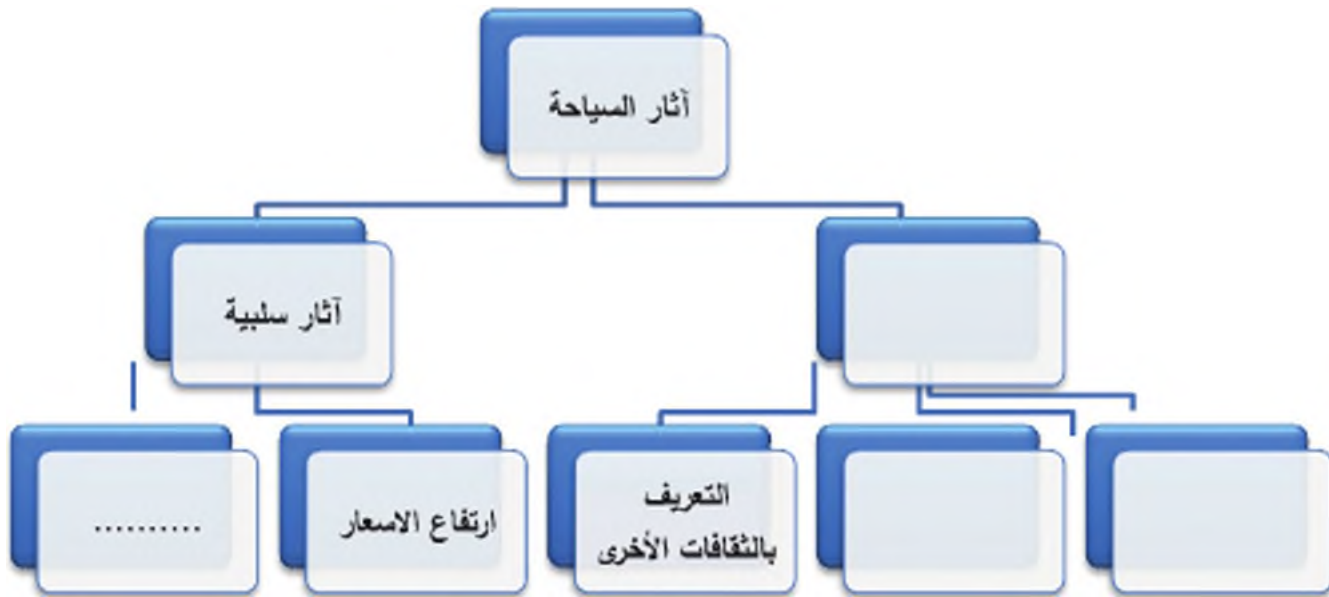 آثار السياحة
آثار سلبية
التعريف
بالثقافات الأخرى
ارتفاع الاسعار
..........